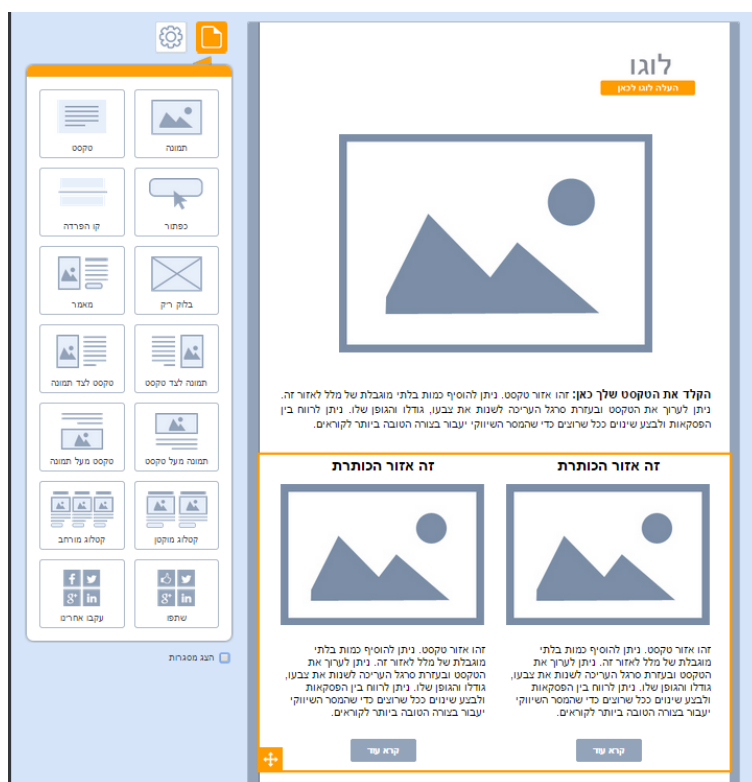 לוגו
העלה לוגו לכאן
הקלד את הטקסט שלך כאן: זהו אזור טקסט. ניתן להוסיף כמות בלתי מוגבלת של מלל לאזור זה.
ניתן לערוך את הטקסט ובעזרת סרגל העריכה לשנות את צבעו, גודלו והגופן שלו. ניתן לרווח בין
הפסקאות ולבצע שינוים ככל שרוצים כדי שהמסר השיווקי יעבור בצורה הטובה ביותר לקוראים.
זה אזור הכותרת
זהו אזור טקסט. ניתן להוסיף כמות בלתי
מוגבלת של מלל לאזור זה. ניתן לערוך את
הטקסט ובעזרת סרגל העריכה לשנות את צבעו,
גודלו והגופן שלו. ניתן לרווח בין הפסקאות
ולבצע שינוים ככל שרוצים כדי שהמסר השיווקי
יעבור בצורה הטובה ביותר לקוראים.
קרא עוד
זה אזור הכותרת
זהו אזור טקסט. ניתן להוסיף כמות בלתי
מוגבלת של מלל לאזור זה. ניתן לערוך את
הטקסט ובעזרת סרגל העריכה לשנות את צבעו,
גודלו והגופן שלו. ניתן לרווח בין הפסקאות
ולבצע שינוים ככל שרוצים כדי שהמסר השיווקי
יעבור בצורה הטובה ביותר לקוראים.
קרא עוד
תמונה
טקסט
כפתור
קו הפרדה
בלוק ריק
מאמר
תמונה לצד טקסט
טקסט לצד תמונה
תמונה מעל טקסט
טקסט מעל תמונה
קטלוג מוקטן
קטלוג מורחב
שתפו
עקבו אחרינו
הצג מסגרות